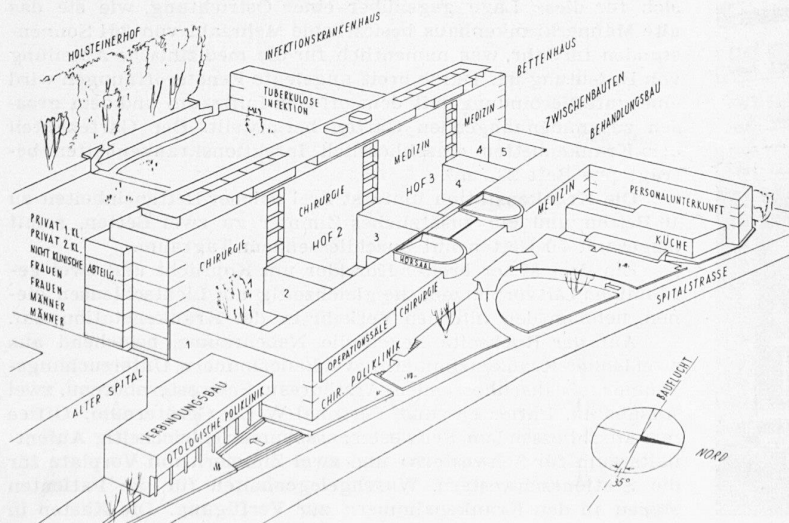 HOLSTEINERHOF
INFEKTIONSKRANKENHAUS
TUBERKULOSE
INFEKTION
BETTENHAUS
ZWISCHENBAUTEN
BEHANDLUNGSBAU
MEDIZIN
MEDIZIN
CHIRURGIE
CHIRURGIE
HOF 3
HOF 2
4
5
4
2
1
MEDIZIN
PERSONALUNTERKUNFT
KÜCHE
SPITALSTRASSE
HÖRSAAL
CHIRURGIE
OPERATIONSSÄLE
CHIR. POLIKLINIK
PRIVAT 1. KL.
PRIVAT 2. KL.
NICHT KLINISCHE ABTEILG.
FRAUEN
FRAUEN
MÄNNER
MÄNNER
ALTER SPITAL
VERBINDUNGSBAU
OTOLOGISCHE POLIKLINIK
BAUFLUCHT
NORD
35°